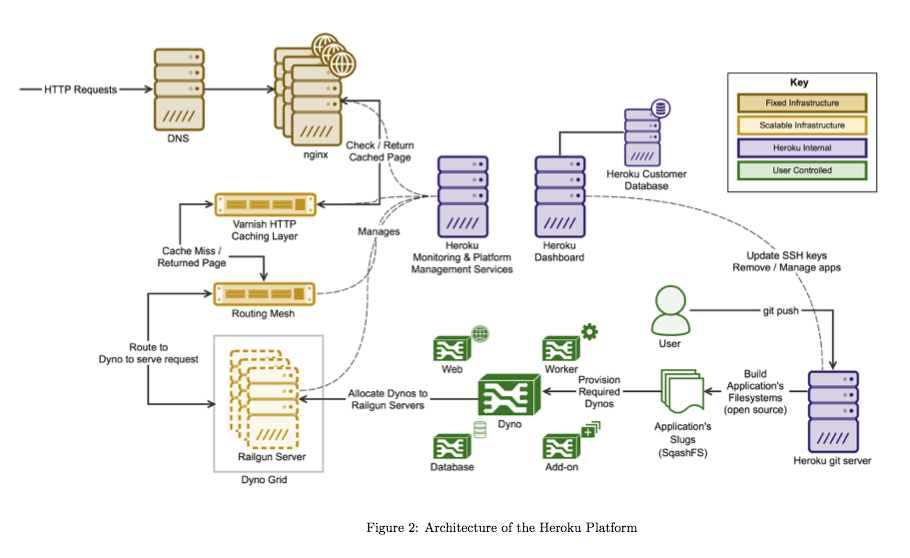 HTTP Requests
DNS
nginx
Check / Return
Cached Page
Key
Fixed Infrastructure
Scalable Infrastructure
Heroku Internal
User Controlled
Heroku Customer
Database
Varnish HTTP
Caching Layer
Manages
Heroku
Monitoring & Platform
Management Services
Heroku
Dashboard
Cache Miss /
Returned Page
Update SSH keys
Remove / Manage apps
Routing Mesh
User
git push
Route to
Dyno to serve request
Web
Worker
Allocate Dynos to
Railgun Servers
Dyno
Provision
Required
Dynos
Build
Application's
Filesystems
(open source)
Application's
Slugs
(SqashFS)
Railgun Server
Database
Add-on
Heroku git server
Dyno Grid
Figure 2: Architecture of the Heroku Platform